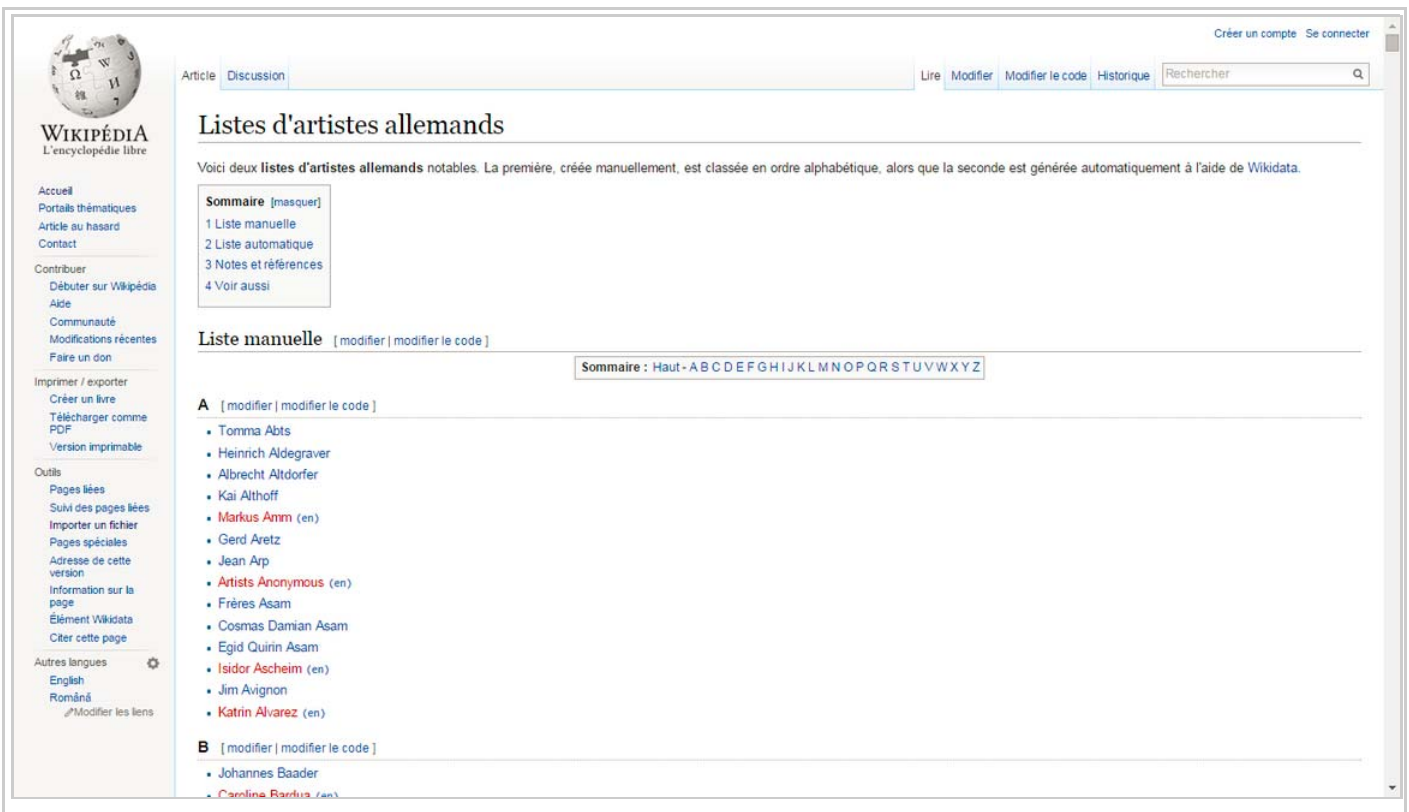 Créer un compte Se connecter
Article Discussion Lire Modifier Modifier le code Historique Rechercher
WIKIPÉDIA
L'encyclopédie libre
Accueil
Portails thématiques
Article au hasard
Contact
Contribuer
Débuter sur Wikipédia
Aide
Communauté
Modifications récentes
Faire un don
Imprimer / exporter
Créer un livre
Télécharger comme
PDF
Version imprimable
Outils
Pages liées
Suivi des pages liées
Importer un fichier
Pages spéciales
Adresse de cette
version
Information sur la
page
Élément Wikidata
Citer cette page
Autres langues
English
Română
Modifier les liens
Listes d'artistes allemands
Voici deux listes d'artistes allemands notables. La première, créée manuellement, est classée en ordre alphabétique, alors que la seconde est générée automatiquement à l'aide de Wikidata.
Sommaire [masquer]
1 Liste manuelle
2 Liste automatique
3 Notes et références
4 Voir aussi
Liste manuelle [ modifier | modifier le code ]
Sommaire : Haut - A B C D E F G H I J K L M N O P Q R S T U V W X Y Z
A [ modifier | modifier le code ]
Tomma Abts
Heinrich Aldegraver
Albrecht Altdorfer
Kai Althoff
Markus Amm (en)
Gerd Aretz
Jean Arp
Artists Anonymous (en)
Frères Asam
Cosmas Damian Asam
Egid Quirin Asam
Isidor Ascheim (en)
Jim Avignon
Katrin Alvarez (en)
B [ modifier | modifier le code ]
Johannes Baader
Caroline Bardua (en)